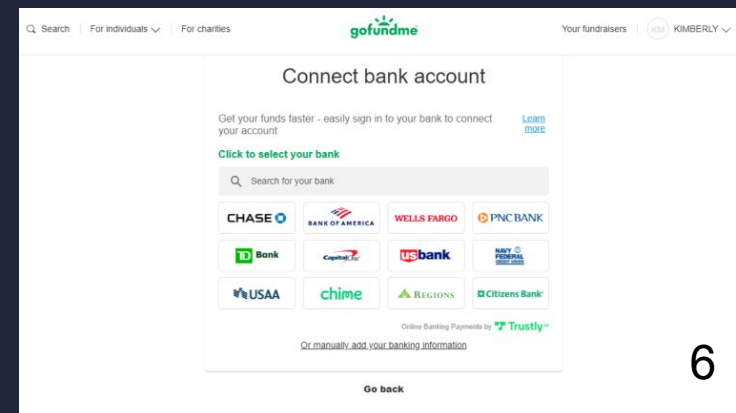 Search For individuals For charities gofundme Your fundraisers KM KIMBERLY
Connect bank account
Get your funds faster - easily sign in to your bank to connect your account Learn more
Click to select your bank
Search for your bank
CHASE BANK OF AMERICA WELLS FARGO PNC BANK
TD Bank Capital One usbank. NAVY FEDERAL Credit Union
USAA chime REGIONS Citizens Bank
Online Banking Payments by Trustly
Or manually add your banking information
Go back
6